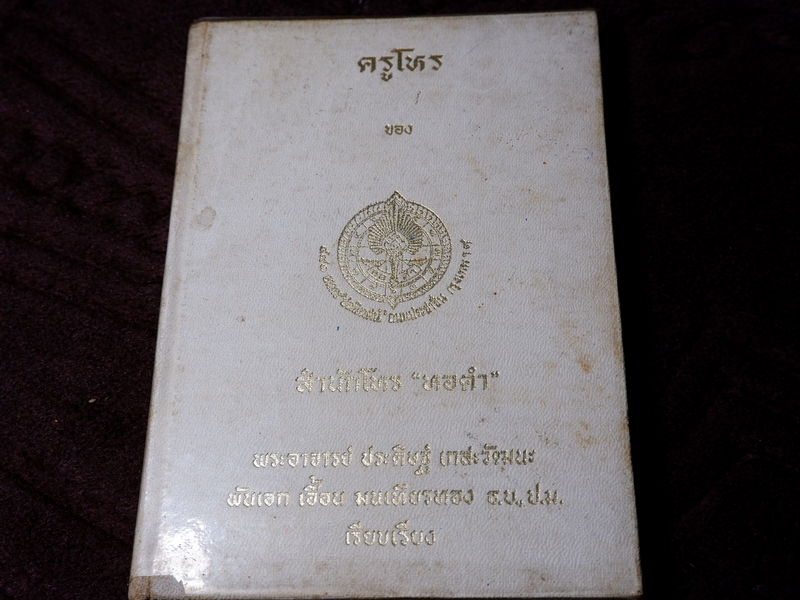 ครูโหร
ของ
สำนักโหร "หอคำ"
พระอาจารย์ ประดิษฐ์ เกสะวัฒนะ
พันเอก เอื้อน มนเทียรทอง ธ.บ.,ป.ม.
เรียบเรียง